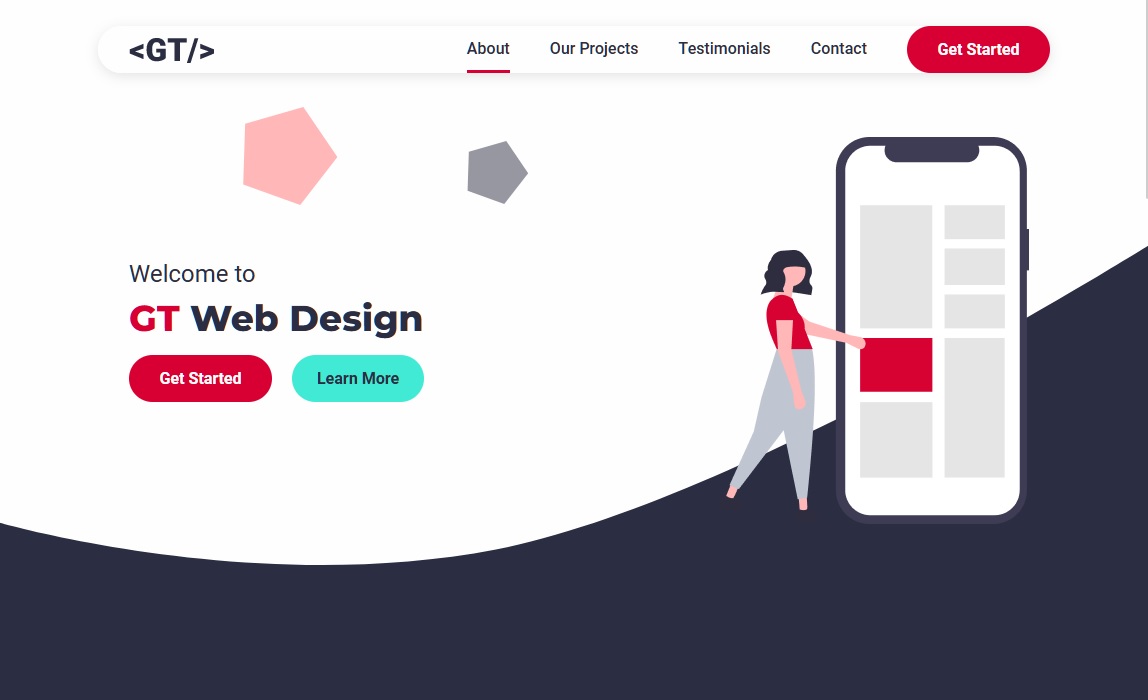 <GT/>
About
Our Projects
Testimonials
Contact
Get Started
Welcome to
GT Web Design
Get Started
Learn More